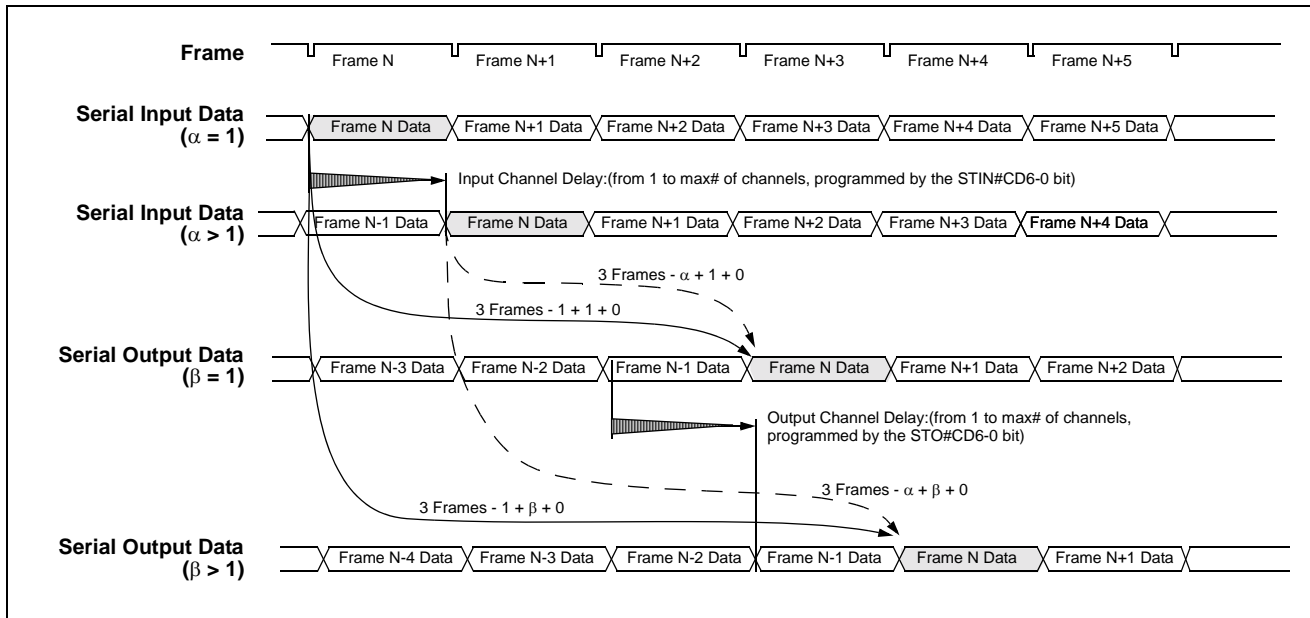 Frame
Frame N
Frame N+1
Frame N+2
Frame N+3
Frame N+4
Frame N+5
Serial Input Data
(α = 1)
Frame N Data
Frame N+1 Data
Frame N+2 Data
Frame N+3 Data
Frame N+4 Data
Frame N+5 Data
Input Channel Delay:(from 1 to max# of channels, programmed by the STIN#CD6-0 bit)
Serial Input Data
(α > 1)
Frame N-1 Data
Frame N Data
Frame N+1 Data
Frame N+2 Data
Frame N+3 Data
Frame N+4 Data
3 Frames - α + 1 + 0
3 Frames - 1 + 1 + 0
Serial Output Data
(β = 1)
Frame N-3 Data
Frame N-2 Data
Frame N-1 Data
Frame N Data
Frame N+1 Data
Frame N+2 Data
Output Channel Delay:(from 1 to max# of channels,
programmed by the STO#CD6-0 bit)
3 Frames - α + β + 0
3 Frames - 1 + β + 0
Serial Output Data
(β > 1)
Frame N-4 Data
Frame N-3 Data
Frame N-2 Data
Frame N-1 Data
Frame N Data
Frame N+1 Data